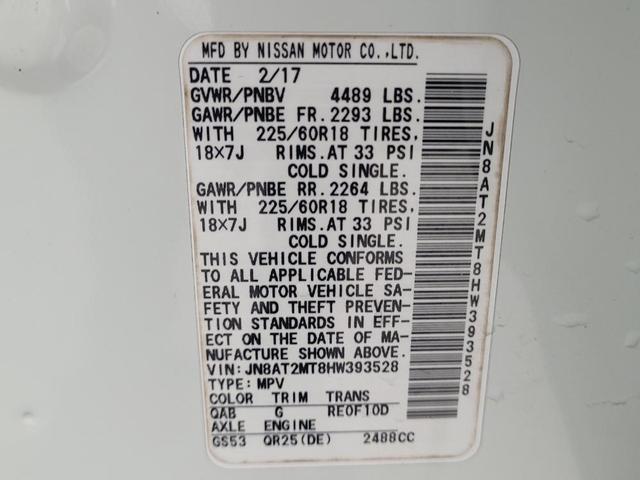 MFD BY NISSAN MOTOR CO.,LTD.
DATE 2/17
GVWR/PNBV 4489 LBS.
GAWR/PNBE FR. 2293 LBS.
WITH 225/60R18 TIRES,
18X7J RIMS.AT 33 PSI
COLD SINGLE.
GAWR/PNBE RR. 2264 LBS.
WITH 225/60R18 TIRES,
18X7J RIMS.AT 33 PSI
COLD SINGLE.
THIS VEHICLE CONFORMS
TO ALL APPLICABLE FED-
ERAL MOTOR VEHICLE SA-
FETY AND THEFT PREVEN-
TION STANDARDS IN EFF-
ECT ON THE DATE OF MA-
NUFACTURE SHOWN ABOVE.
VIN: JN8AT2MT8HW393528
TYPE: MPV
COLOR TRIM TRANS
QAB G RE0F10D
AXLE ENGINE
GS53 QR25(DE) 2488CC
JN8AT2MT8HW393528